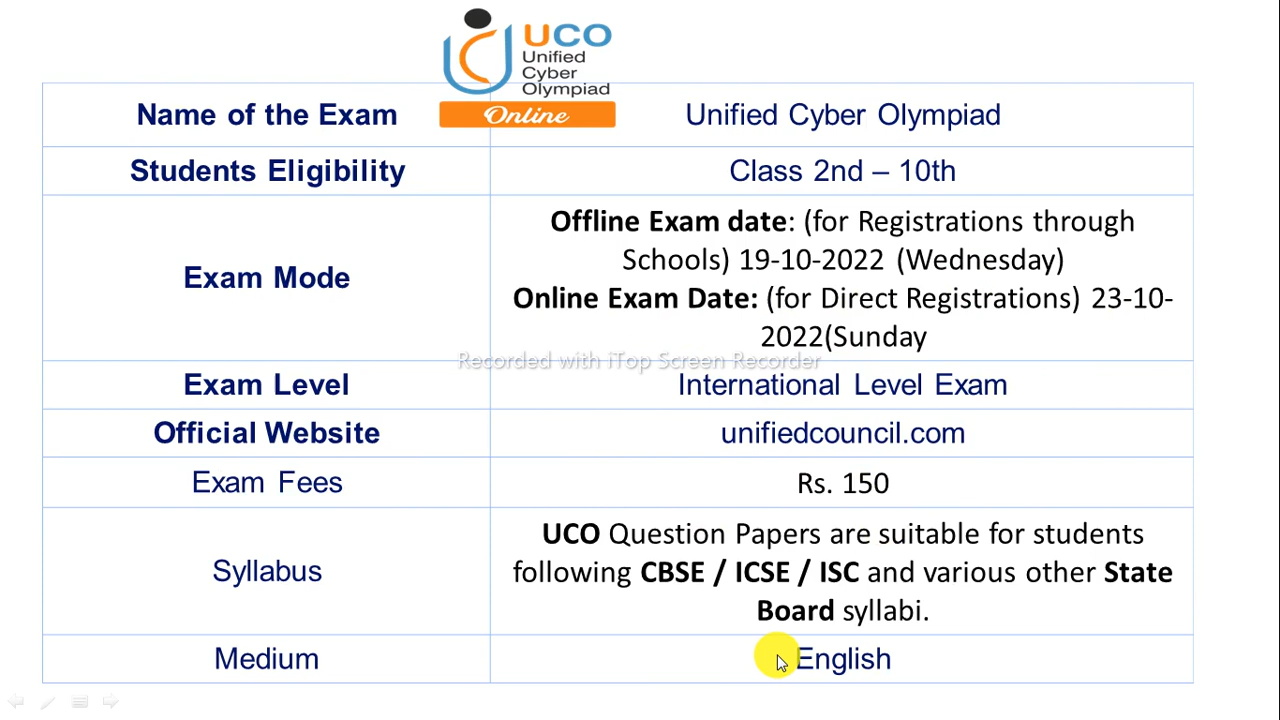 UCO
Unified
Cyber
Olympiad
Online
Name of the Exam
Unified Cyber Olympiad
Students Eligibility
Class 2nd – 10th
Exam Mode
Offline Exam date: (for Registrations through
Schools) 19-10-2022 (Wednesday)
Online Exam Date: (for Direct Registrations) 23-10-
2022(Sunday
Recorded with iTop Screen Recorder
Exam Level
International Level Exam
Official Website
unifiedcouncil.com
Exam Fees
Rs. 150
Syllabus
UCO Question Papers are suitable for students
following CBSE / ICSE / ISC and various other State
Board syllabi.
Medium
English